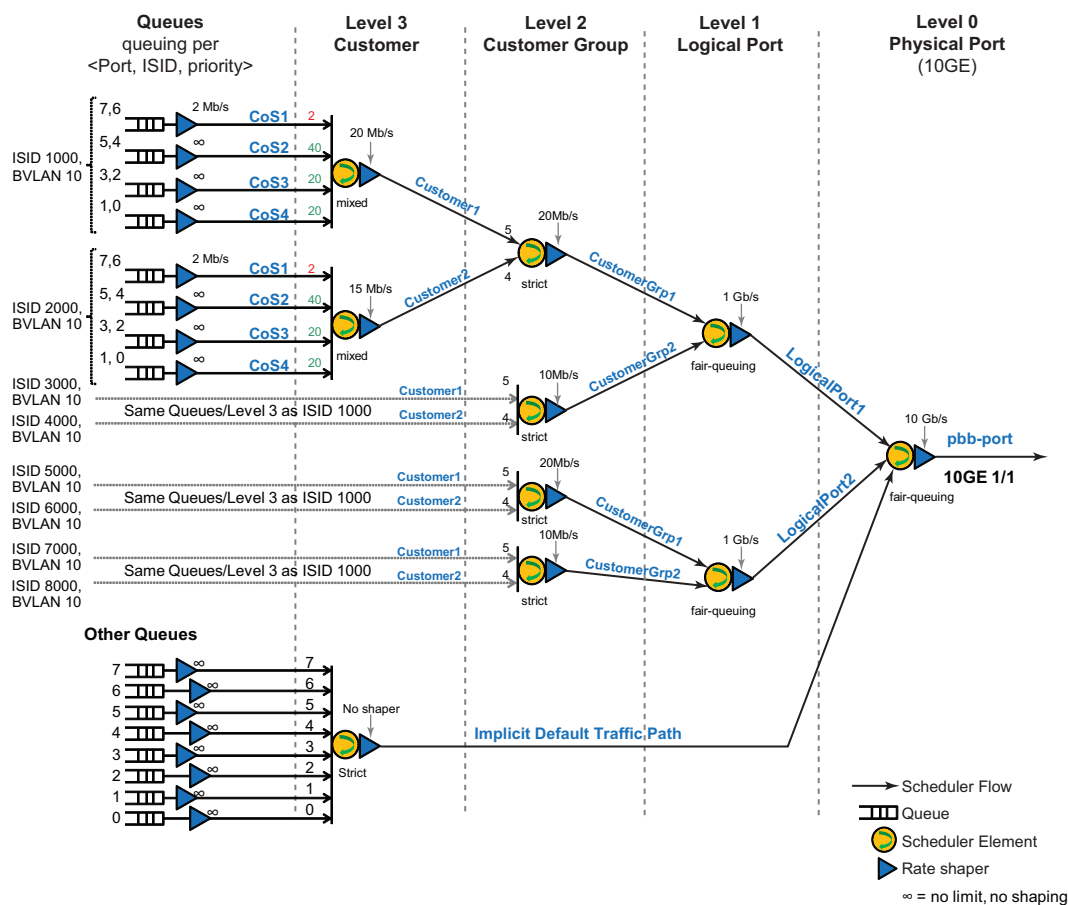 Queues
queuing per
<Port, ISID, priority>
Level 3
Customer
Level 2
Customer Group
Level 1
Logical Port
Level 0
Physical Port
(10GE)
ISID 1000,
BVLAN 10
7,6
2 Mb/s
CoS1
2
5,4
∞
CoS2
40
3,2
∞
CoS3
20
1,0
∞
CoS4
20
20 Mb/s
mixed
Customer1
ISID 2000,
BVLAN 10
7,6
2 Mb/s
CoS1
2
5, 4
∞
CoS2
40
3, 2
∞
CoS3
20
1, 0
∞
CoS4
20
15 Mb/s
mixed
Customer2
5
4
20Mb/s
strict
CustomerGrp1
ISID 3000,
BVLAN 10
Customer1
Same Queues/Level 3 as ISID 1000
ISID 4000,
BVLAN 10
Customer2
5
4
10Mb/s
strict
CustomerGrp2
1 Gb/s
fair-queuing
LogicalPort1
ISID 5000,
BVLAN 10
Customer1
Same Queues/Level 3 as ISID 1000
ISID 6000,
BVLAN 10
Customer2
5
4
20Mb/s
strict
CustomerGrp1
ISID 7000,
BVLAN 10
Customer1
Same Queues/Level 3 as ISID 1000
ISID 8000,
BVLAN 10
Customer2
5
4
10Mb/s
strict
CustomerGrp2
1 Gb/s
fair-queuing
LogicalPort2
10 Gb/s
fair-queuing
pbb-port
10GE 1/1
Other Queues
7 ∞ 7
6 ∞ 6
5 ∞ 5
4 ∞ 4
3 ∞ 3
2 ∞ 2
1 ∞ 1
0 ∞ 0
No shaper
Strict
Implicit Default Traffic Path
Scheduler Flow
Queue
Scheduler Element
Rate shaper
∞ = no limit, no shaping